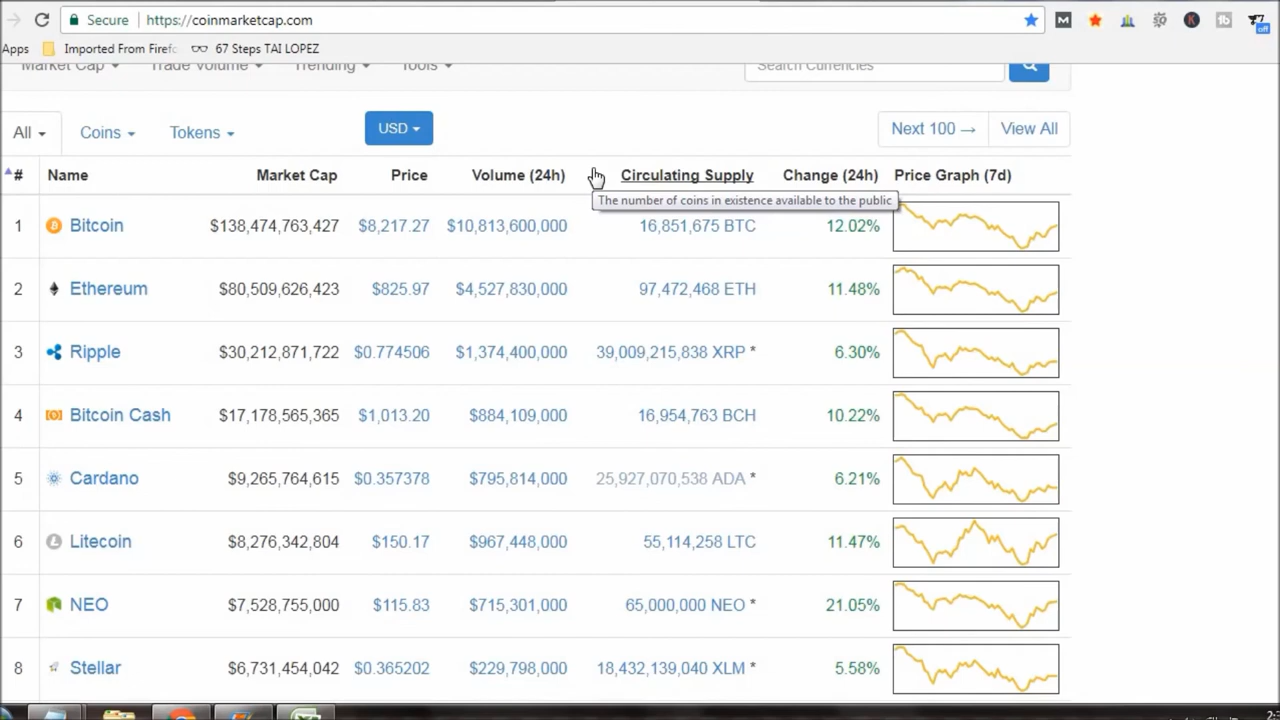 Secure https://coinmarketcap.com
Apps Imported From Firefo 67 Steps TAI LOPEZ
Market Cap Trade Volume Trending Tools Search Currencies
All Coins Tokens USD Next 100 → View All
# Name Market Cap Price Volume (24h) Circulating Supply Change (24h) Price Graph (7d)
The number of coins in existence available to the public
1 Bitcoin $138,474,763,427 $8,217.27 $10,813,600,000 16,851,675 BTC 12.02%
2 Ethereum $80,509,626,423 $825.97 $4,527,830,000 97,472,468 ETH 11.48%
3 Ripple $30,212,871,722 $0.774506 $1,374,400,000 39,009,215,838 XRP * 6.30%
4 Bitcoin Cash $17,178,565,365 $1,013.20 $884,109,000 16,954,763 BCH 10.22%
5 Cardano $9,265,764,615 $0.357378 $795,814,000 25,927,070,538 ADA * 6.21%
6 Litecoin $8,276,342,804 $150.17 $967,448,000 55,114,258 LTC 11.47%
7 NEO $7,528,755,000 $115.83 $715,301,000 65,000,000 NEO * 21.05%
8 Stellar $6,731,454,042 $0.365202 $229,798,000 18,432,139,040 XLM * 5.58%